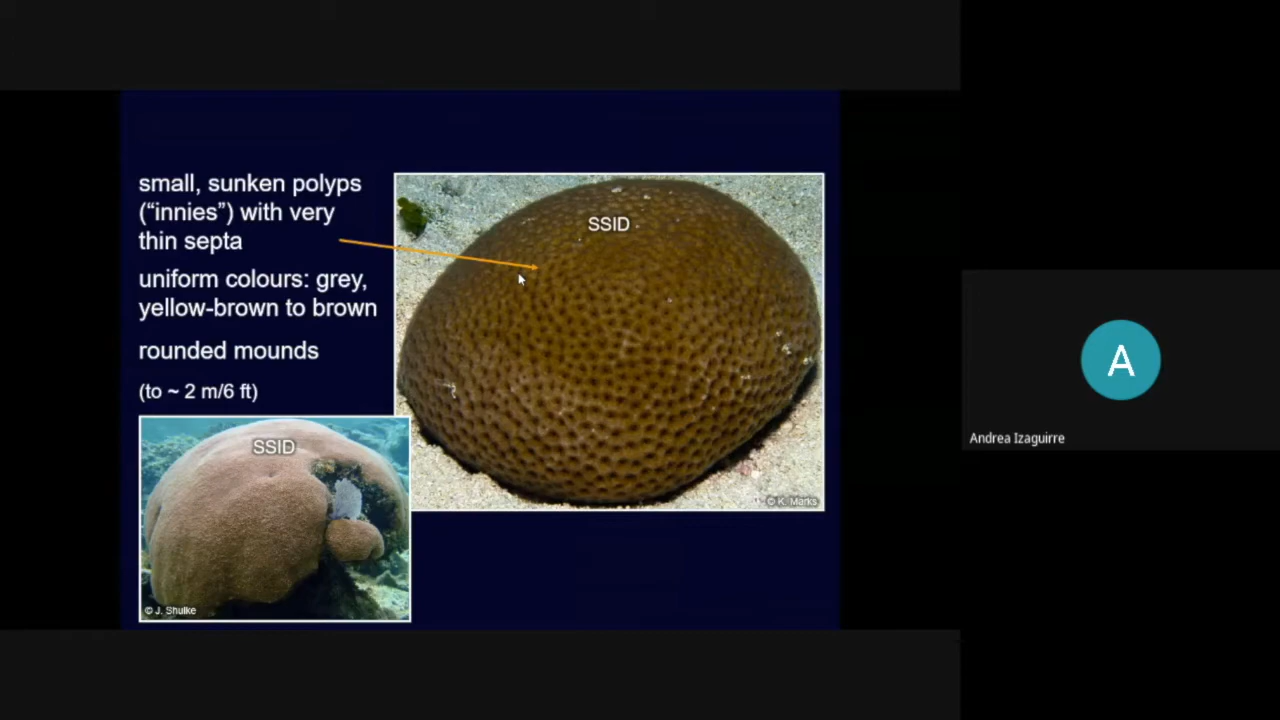 small, sunken polyps
(“innies”) with very
thin septa
uniform colours: grey,
yellow-brown to brown
rounded mounds
(to ~ 2 m/6 ft)
SSID
© K. Marks
SSID
© J. Shulke
A
Andrea Izaguirre